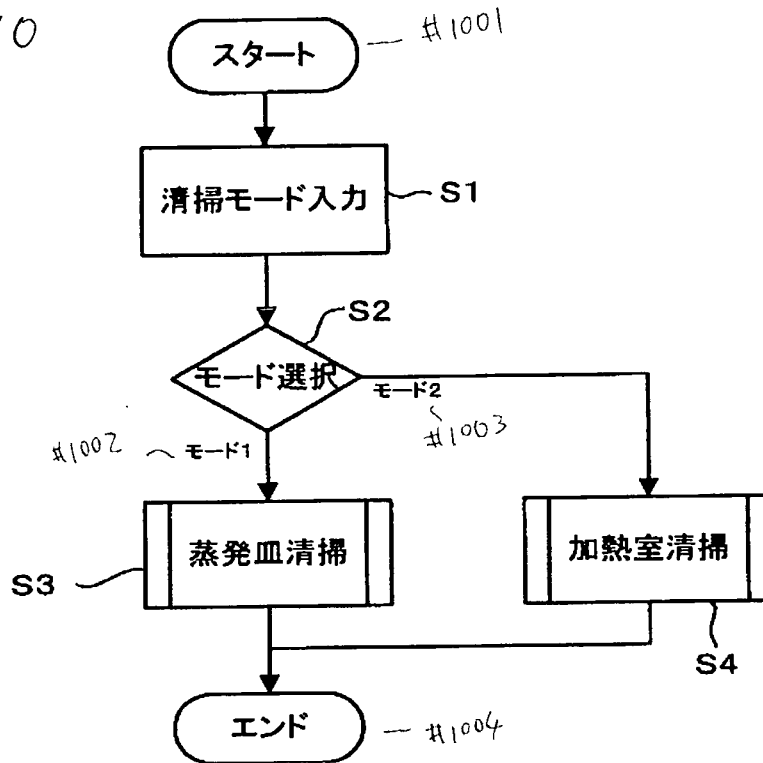 10
スタート
#1001
清掃モード入力
S1
S2
モード選択
モード2
#1003
#1002
モード1
蒸発皿清掃
S3
加熱室清掃
S4
エンド
#1004